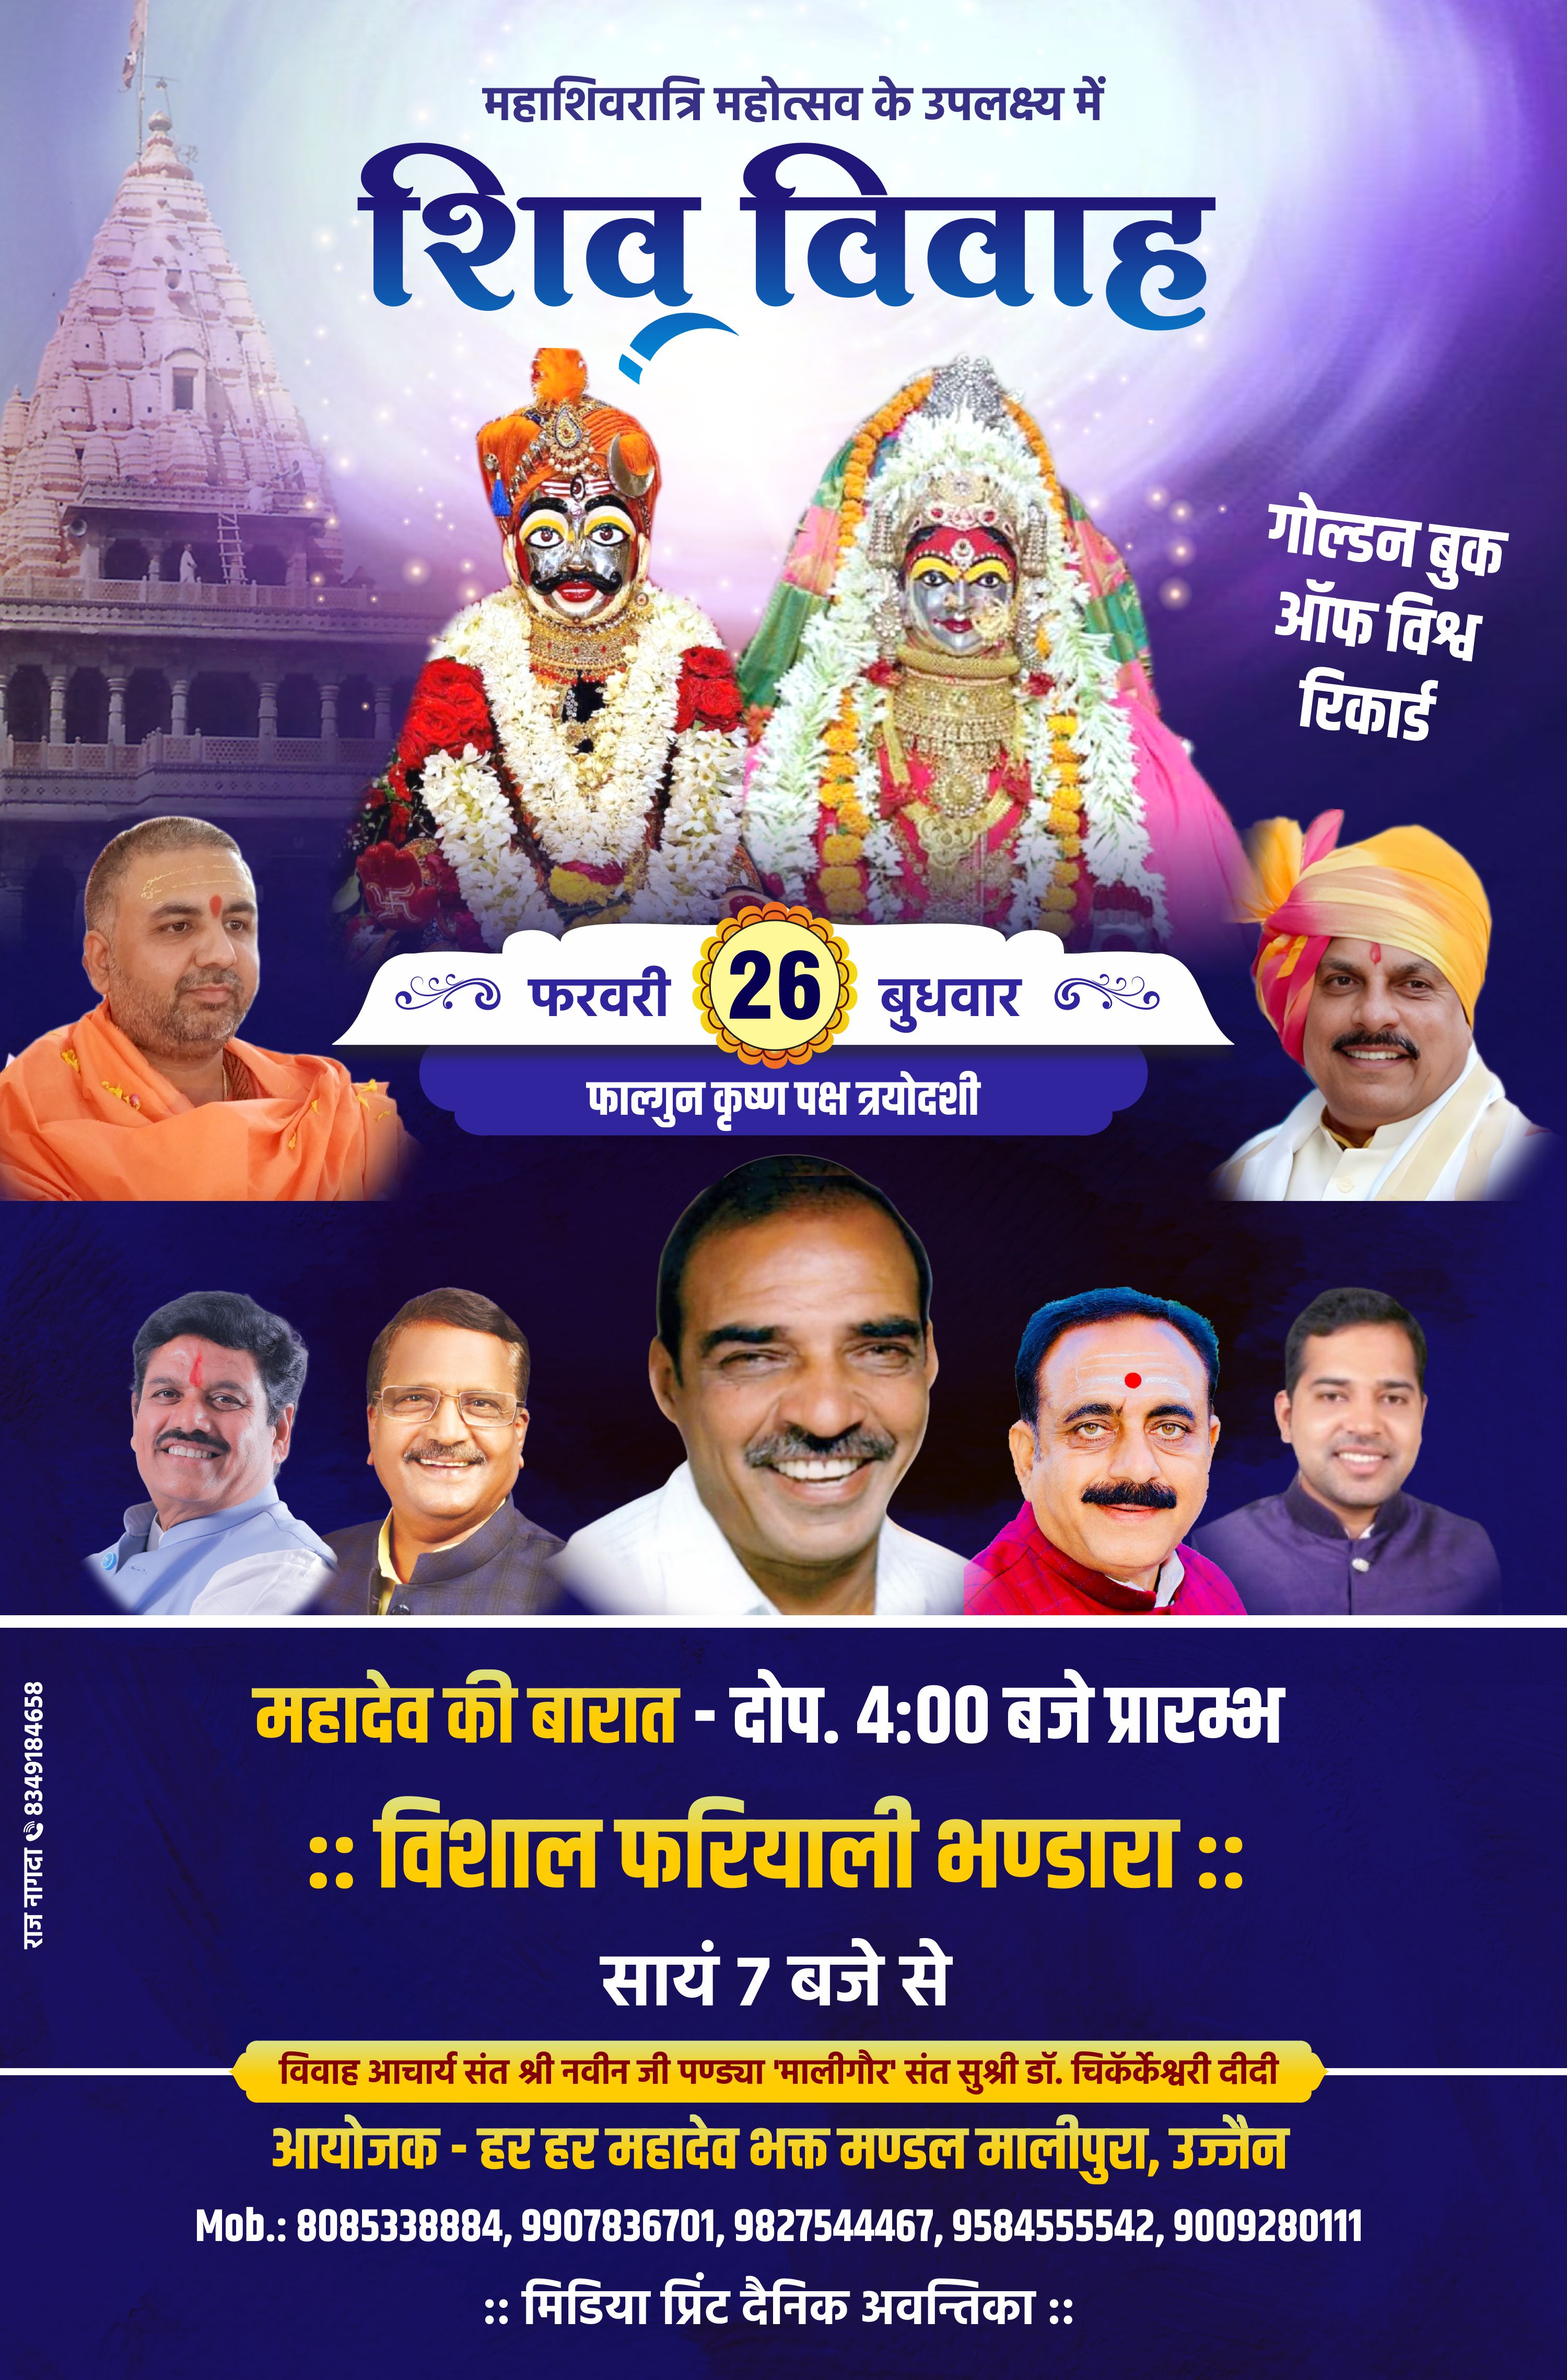 महाशिवरात्रि महोत्सव के उपलक्ष्य में
शिव विवाह
गोल्डन बुक
ऑफ विश्व
रिकार्ड
फरवरी 26 बुधवार
फाल्गुन कृष्ण पक्ष त्रयोदशी
महादेव की बारात - दोप. 4:00 बजे प्रारम्भ
:: विशाल फरियाली भण्डारा ::
सायं 7 बजे से
राज नागदा 8349184658
विवाह आचार्य संत श्री नवीन जी पण्ड्या 'मालीगौर' संत सुश्री डॉ. चिकॅर्केश्वरी दीदी
आयोजक - हर हर महादेव भक्त मण्डल मालीपुरा, उज्जैन
Mob.: 8085338884, 9907836701, 9827544467, 9584555542, 9009280111
:: मिडिया प्रिंट दैनिक अवन्तिका ::